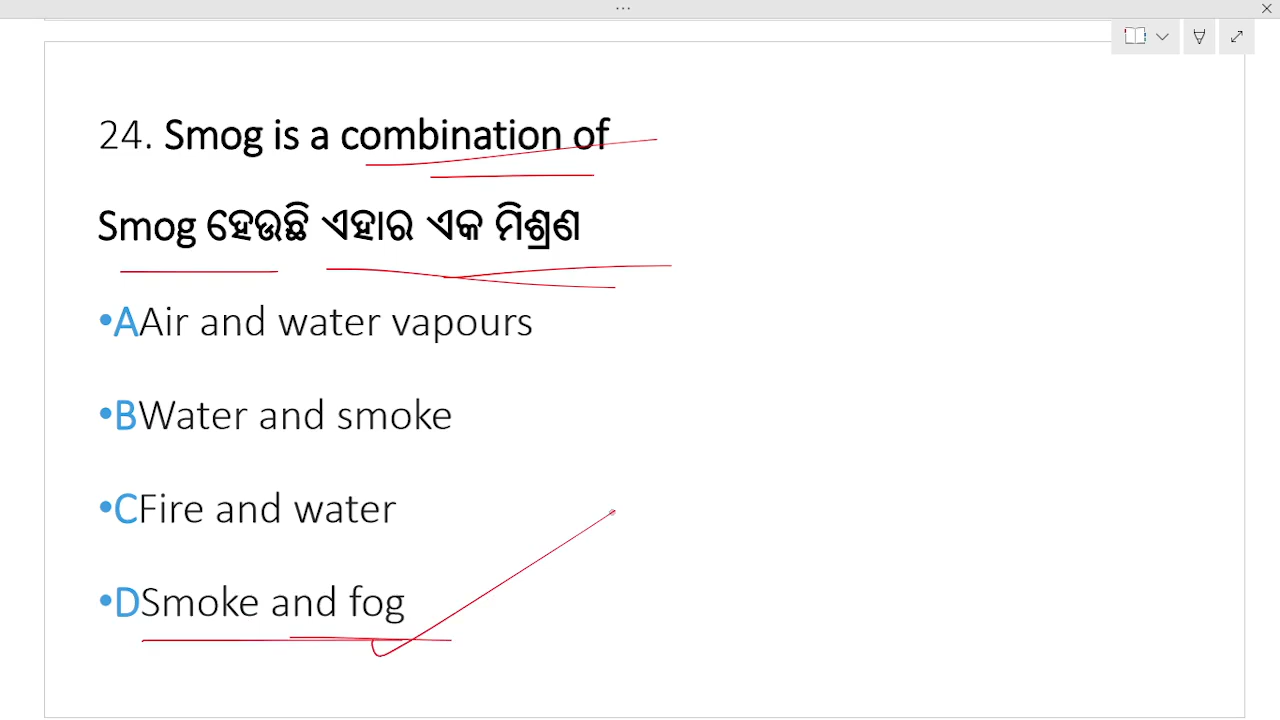 24. Smog is a combination of
Smog ହେଉଛି ଏହାର ଏକ ମିଶ୍ରଣ
•AAir and water vapours
•BWater and smoke
•CFire and water
•DSmoke and fog